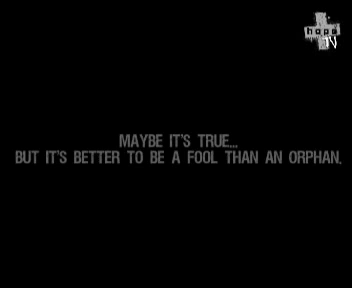 hope
TV
MAYBE IT'S TRUE...
BUT IT'S BETTER TO BE A FOOL THAN AN ORPHAN.